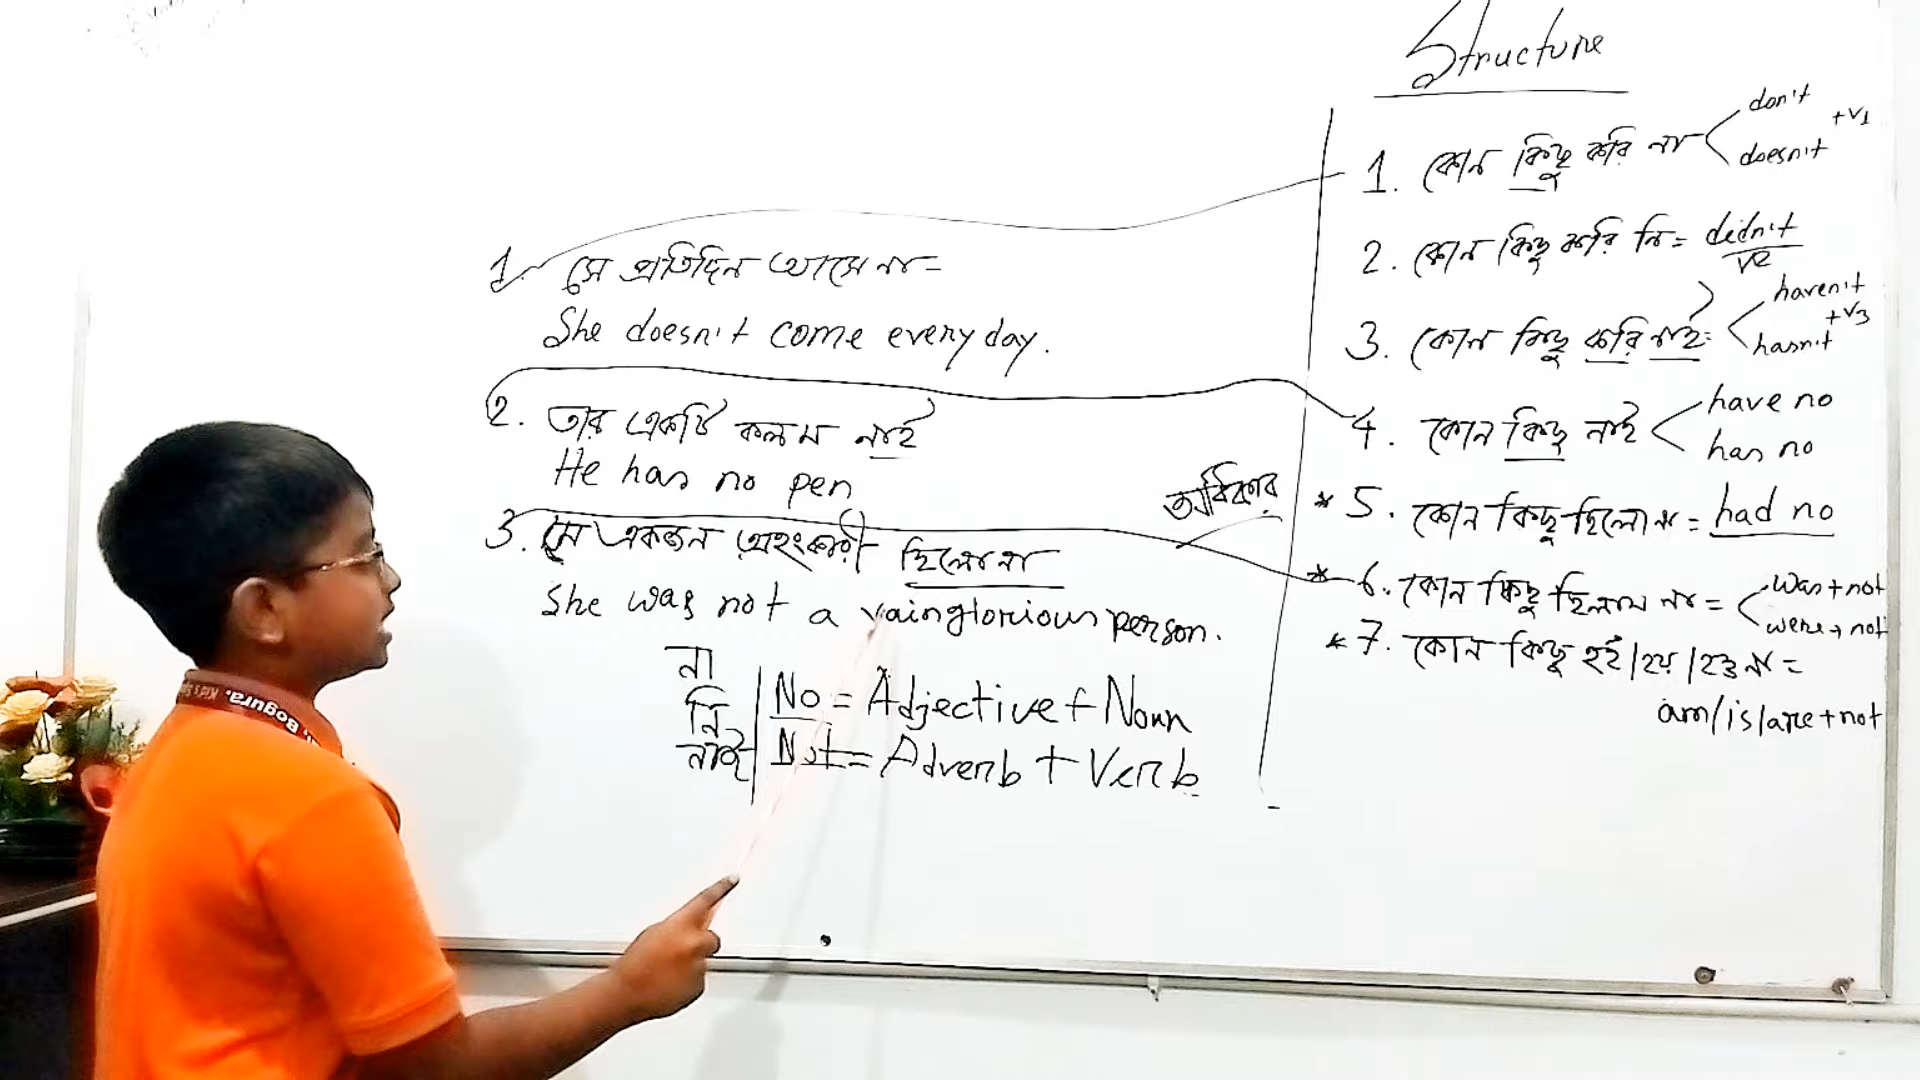 Structure
1. কোন কিছু করি না don't doesn't +V1
2. কোন কিছু করি নি = didn't V2
3. কোন কিছু করি নাই = haven't hasn't +V3
4. কোন কিছু নাই have no has no
* 5. কোন কিছু ছিলো না = had no
* 6. কোন কিছু ছিলাম না = was + not were + not
* 7. কোন কিছু হই/হয়/হও না =
am/is/are + not
1. সে প্রতিদিন আসে না =
She doesn't come every day.
2. তার একটি কলম নাই
He has no pen
3. সে একজন অহংকারী ছিলো না
She was not a vainglorious person.
না
নি
নাই
No = Adjective + Noun
Not = Adverb + Verb
Bogura.